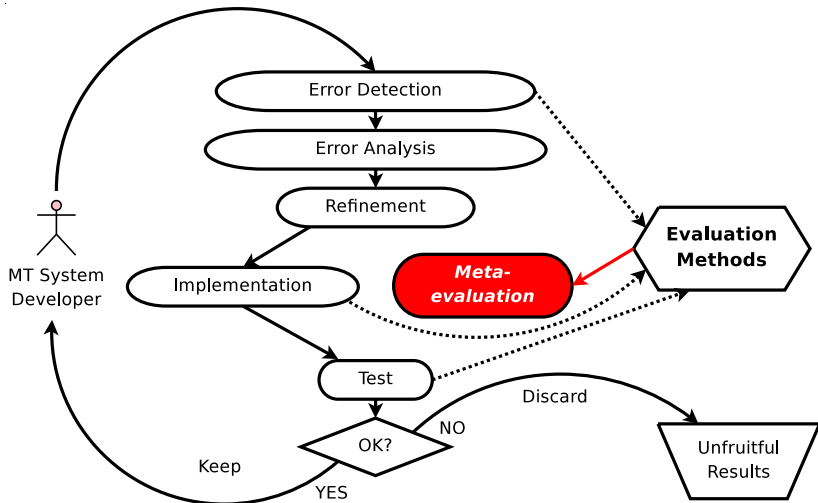 Error Detection
Error Analysis
Refinement
Evaluation
Methods
MT System
Developer
Implementation
Meta-
evaluation
Test
Discard
OK?
NO
Keep
YES
Unfruitful
Results